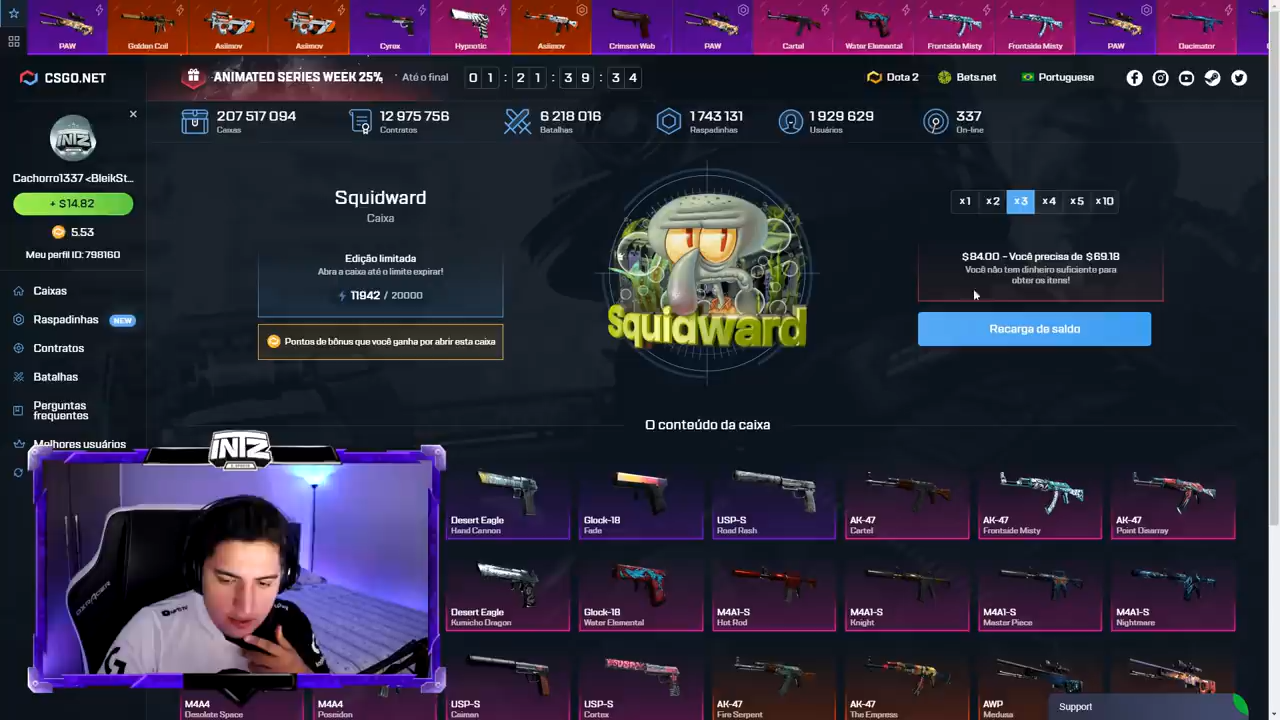 PAW
Golden Coil
Asiimov
Asiimov
Cyrex
Hypnotic
Asiimov
Crimson Web
PAW
Cartel
Water Elemental
Frontside Misty
Frontside Misty
PAW
Decimator
CSGO.NET
ANIMATED SERIES WEEK 25%
Até o final
01:21:39:34
Dota 2
Bets.net
Portuguese
207 517 094
Caixas
12 975 756
Contratos
6 218 016
Batalhas
1 743 131
Raspadinhas
1 929 629
Usuários
337
On-line
Cachorro1337 <BleikSt...
+ $14.82
5.53
Meu perfil ID:798160
Caixas
Raspadinhas NEW
Contratos
Batalhas
Perguntas
frequentes
Melhores usuários
Squidward
Caixa
Edição limitada
Abra a caixa até o limite expirar!
11942 / 20000
Pontos de bônus que você ganha por abrir esta caixa
Squidward
x1 x2 x3 x4 x5 x10
$84.00 - Você precisa de $69.18
Você não tem dinheiro suficiente para
obter os itens!
Recarga de saldo
O conteúdo da caixa
Desert Eagle
Hand Cannon
Glock-18
Fade
USP-S
Road Rash
AK-47
Cartel
AK-47
Frontside Misty
AK-47
Point Disarray
Desert Eagle
Kumicho Dragon
Glock-18
Water Elemental
M4A1-S
Hot Rod
M4A1-S
Knight
M4A1-S
Master Piece
M4A1-S
Nightmare
M4A4
Desolate Space
M4A4
Poseidon
USP-S
Caiman
USP-S
Cortex
AK-47
Fire Serpent
AK-47
The Empress
AWP
Medusa
Support
INTZ
E-SPORTS
INTZ